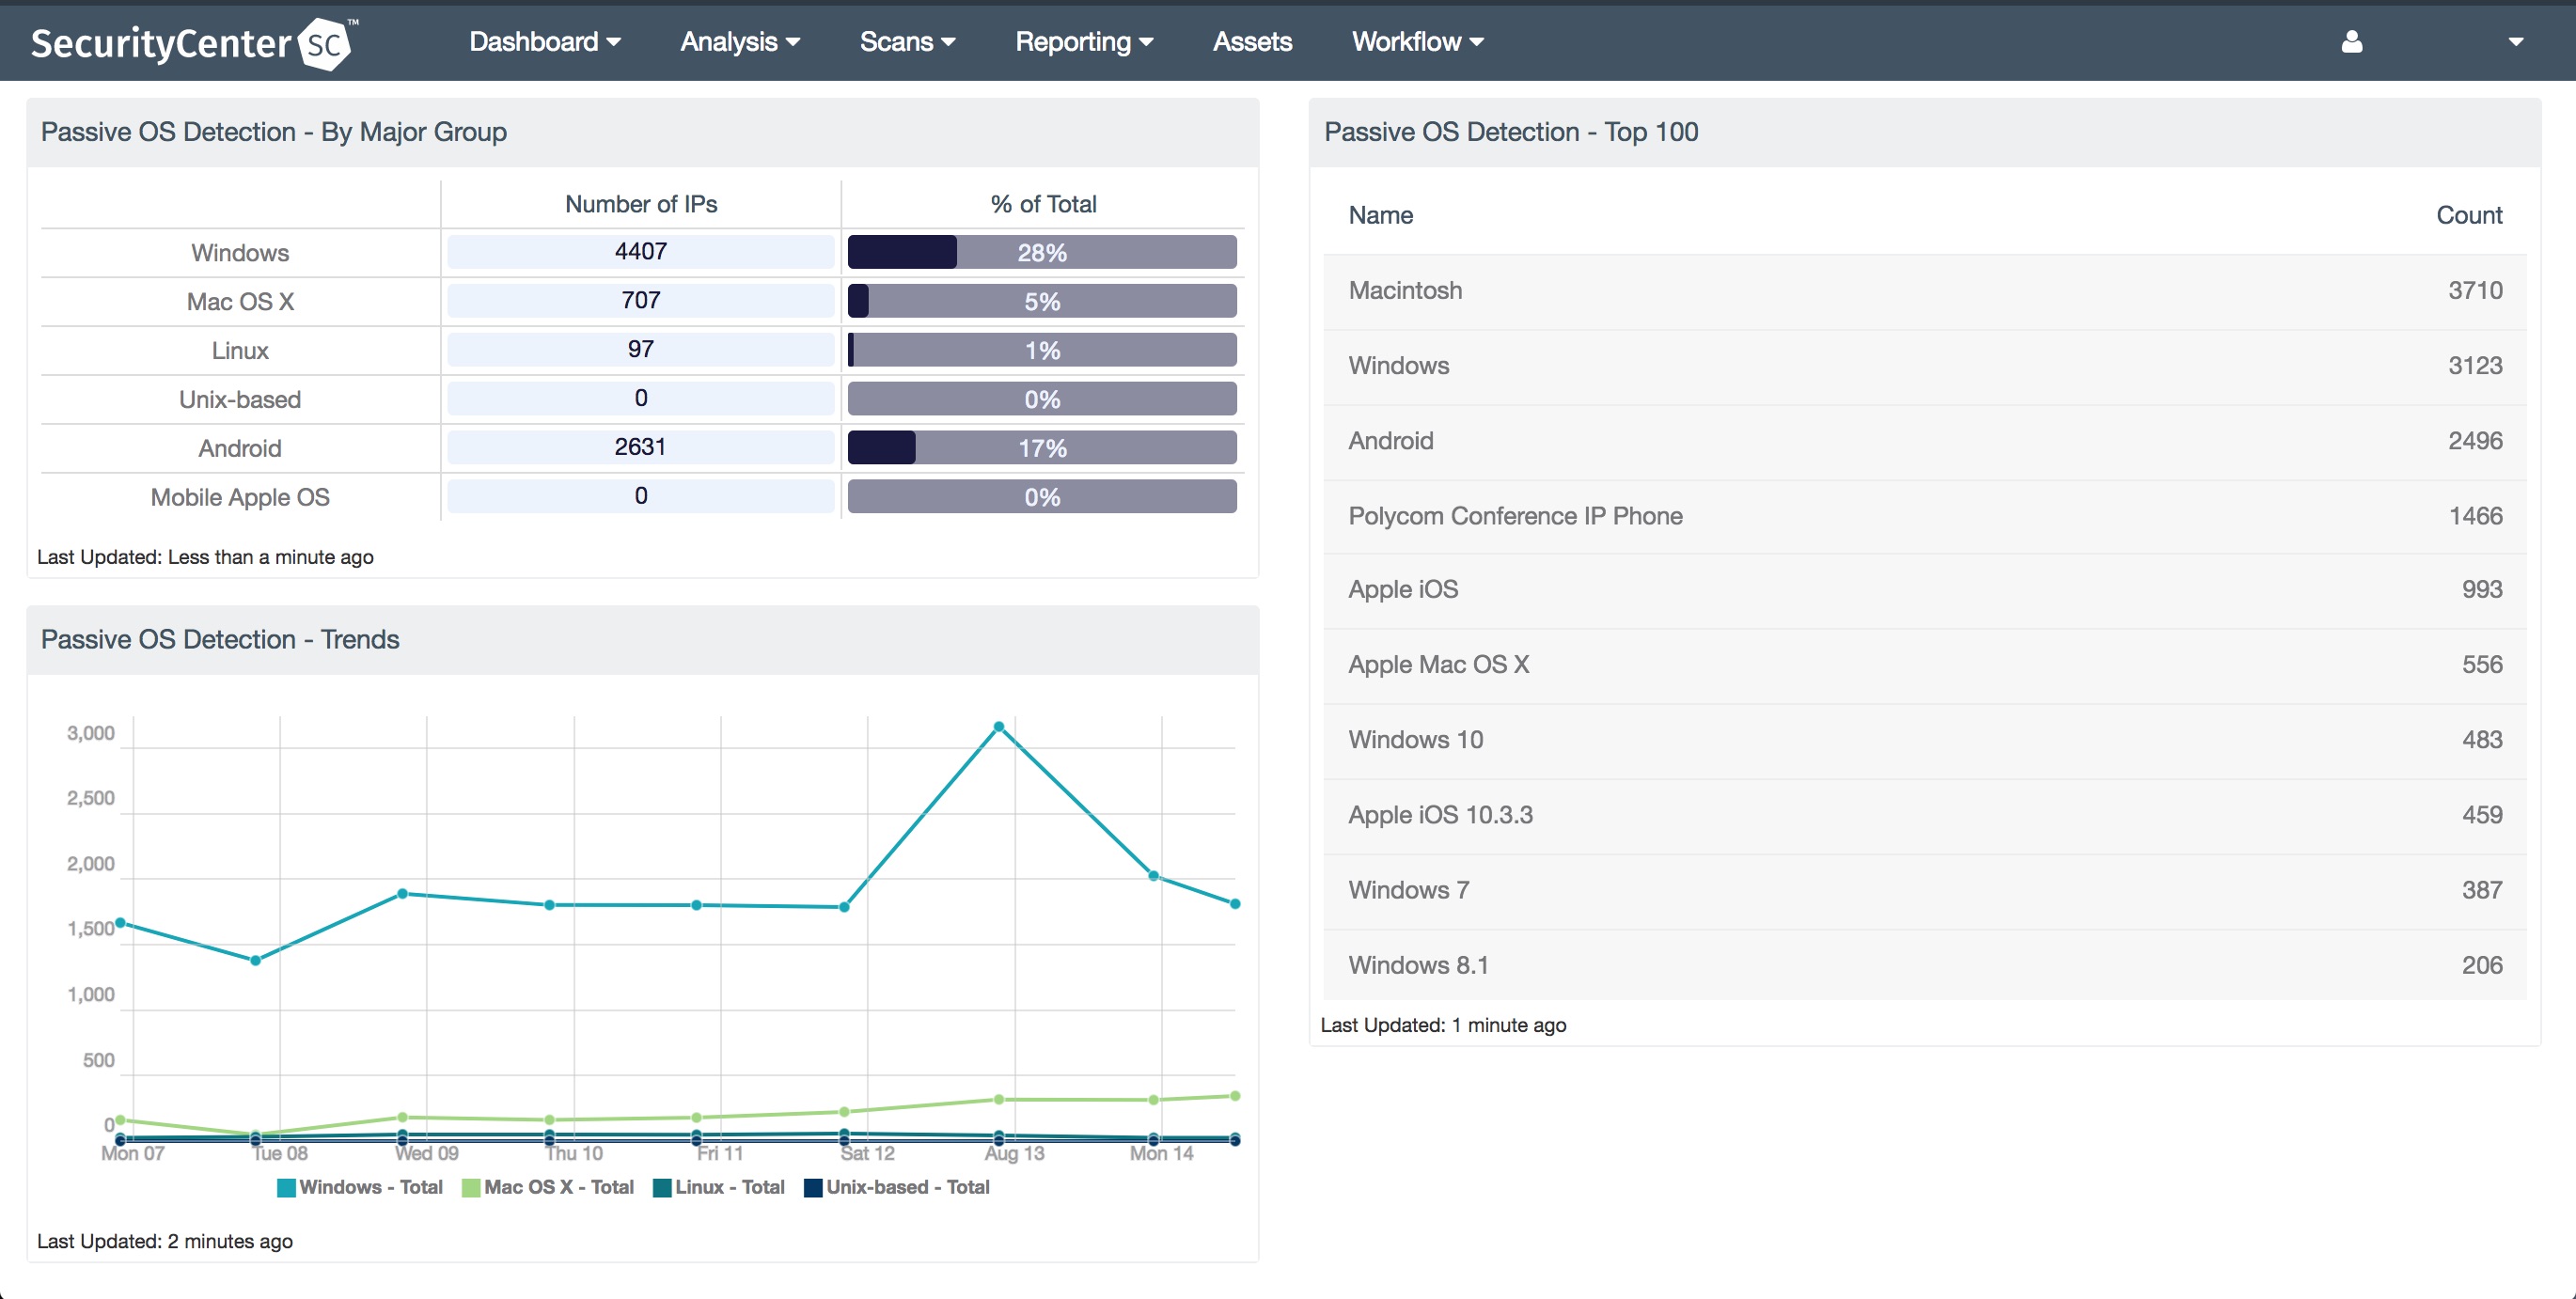 SecurityCenter SC ™ Dashboard Analysis Scans Reporting Assets Workflow
Passive OS Detection - By Major Group
Number of IPs % of Total
Windows 4407 28%
Mac OS X 707 5%
Linux 97 1%
Unix-based 0 0%
Android 2631 17%
Mobile Apple OS 0 0%
Last Updated: Less than a minute ago
Passive OS Detection - Trends
3,000
2,500
2,000
1,500
1,000
500
0
Mon 07 Tue 08 Wed 09 Thu 10 Fri 11 Sat 12 Aug 13 Mon 14
Windows - Total Mac OS X - Total Linux - Total Unix-based - Total
Last Updated: 2 minutes ago
Passive OS Detection - Top 100
Name Count
Macintosh 3710
Windows 3123
Android 2496
Polycom Conference IP Phone 1466
Apple iOS 993
Apple Mac OS X 556
Windows 10 483
Apple iOS 10.3.3 459
Windows 7 387
Windows 8.1 206
Last Updated: 1 minute ago